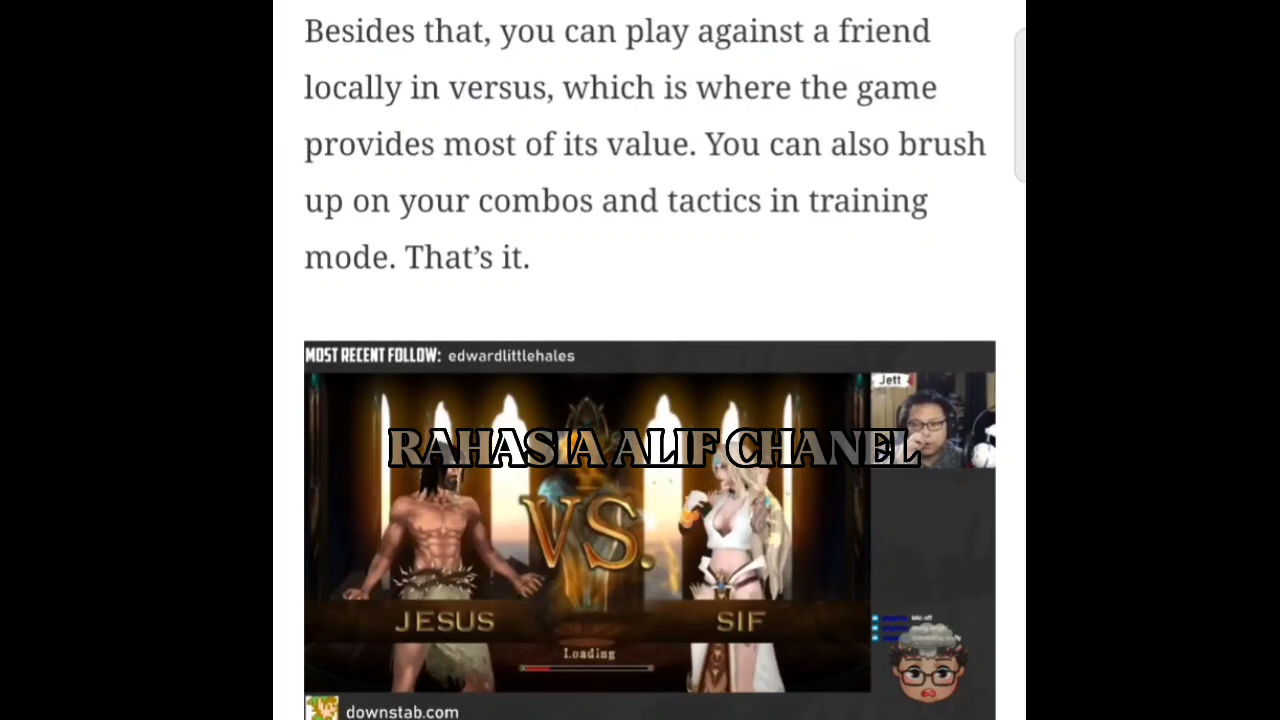 Besides that, you can play against a friend
locally in versus, which is where the game
provides most of its value. You can also brush
up on your combos and tactics in training
mode. That’s it.
MOST RECENT FOLLOW: edwardlittlehales
Jett
RAHASIA ALIF CHANEL
VS.
JESUS
SIF
Loading
downstab.com